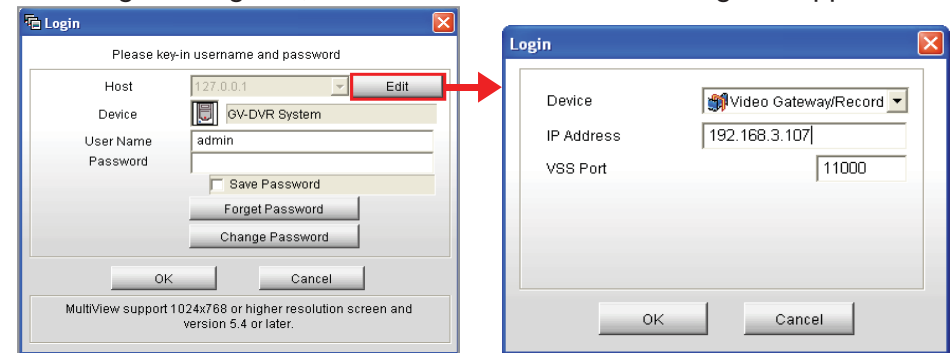 Login
Please key-in username and password
Host 127.0.0.1 Edit
Device GV-DVR System
User Name admin
Password
Save Password
Forget Password
Change Password
OK Cancel
MultiView support 1024x768 or higher resolution screen and
version 5.4 or later.
Login
Device Video Gateway/Record
IP Address 192.168.3.107
VSS Port 11000
OK Cancel